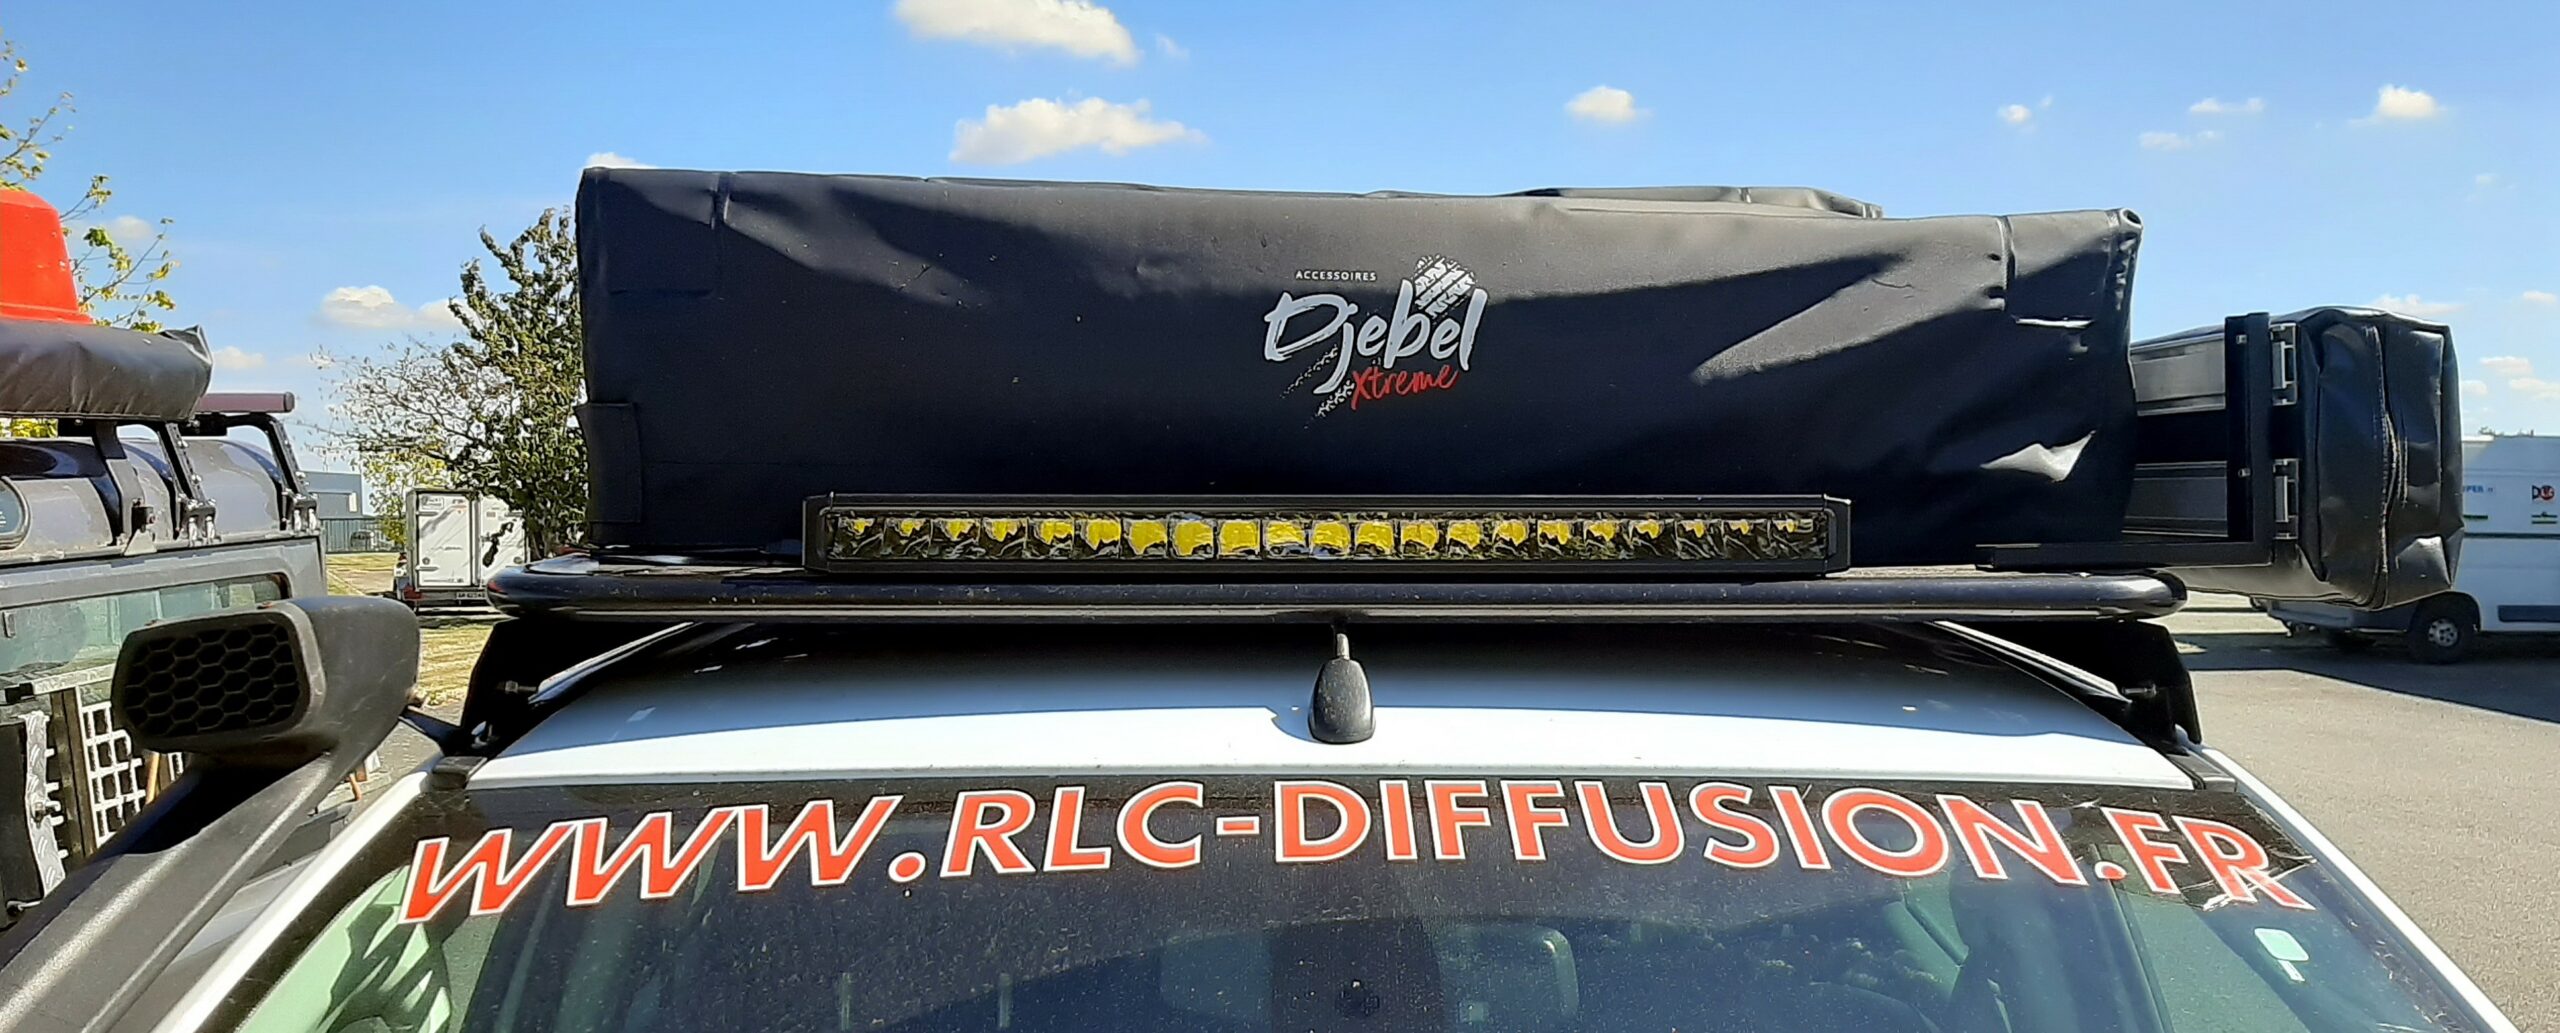 ACCESSOIRES
Djebel
Xtreme
WWW.RLC-DIFFUSION.FR